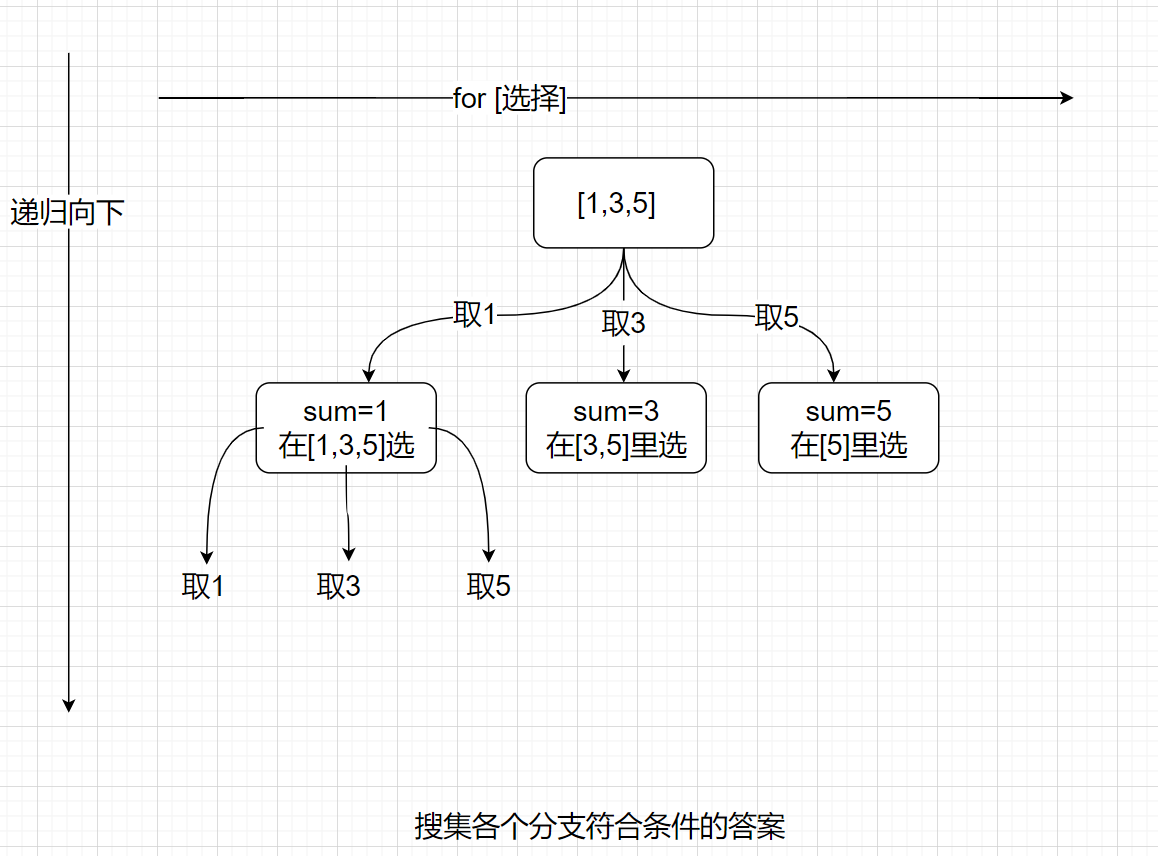 for [选择]
[1,3,5]
递归向下
取1
取3
取5
sum=1
在[1,3,5]选
sum=3
在[3,5]里选
sum=5
在[5]里选
取1
取3
取5
搜集各个分支符合条件的答案